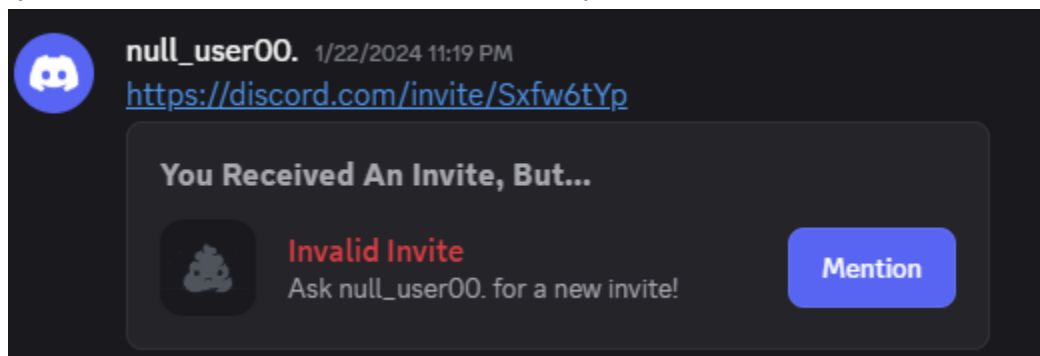 null_user00. 1/22/2024 11:19 PM
https://discord.com/invite/Sxfw6tYp
You Received An Invite, But...
Invalid Invite
Ask null_user00. for a new invite!
Mention